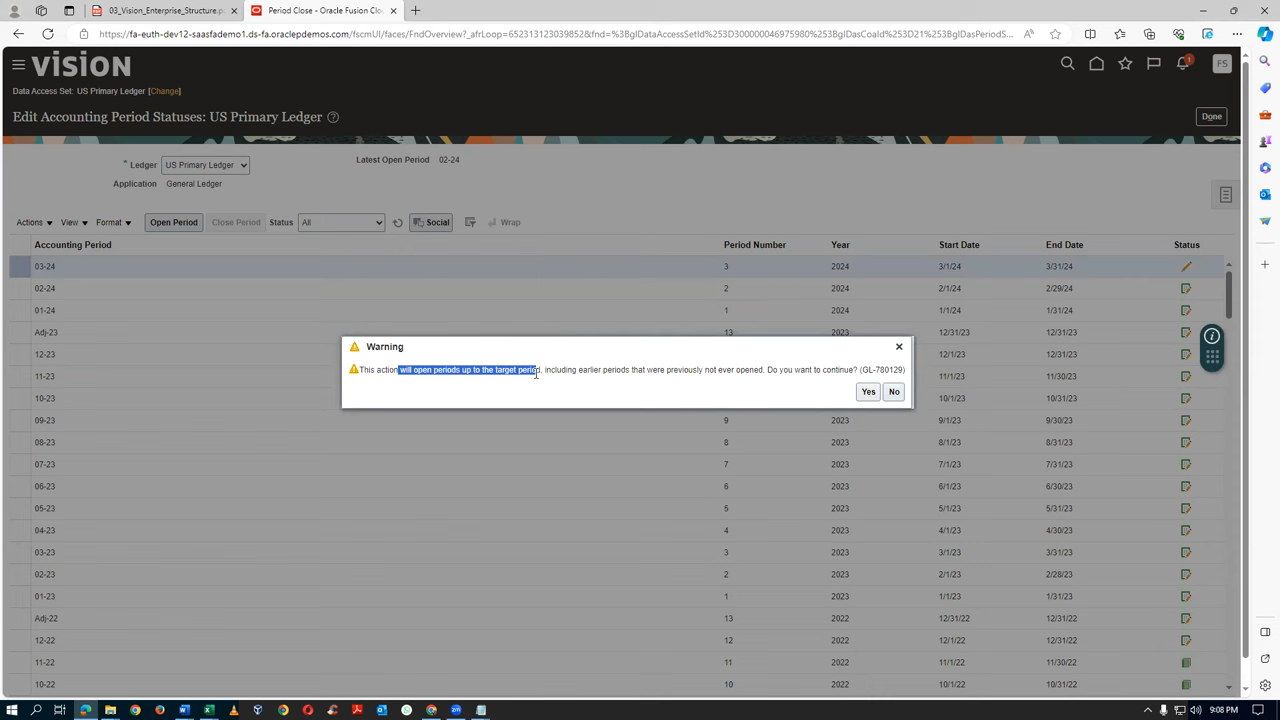 03_Vision_Enterprise_Structure.p
Period Close - Oracle Fusion Clo
https://fa-euth-dev12-saasfademo1.ds-fa.oraclepdemos.com/fscmUI/faces/FndOverview?_afrLoop=6523131230303052&fnd=%3BglDataAccessSetId%253D300000046975980%253BglDasCoaId%253D21%253BglDasPeriodS...
VISION
1
FS
Data Access Set: US Primary Ledger [Change]
Edit Accounting Period Statuses: US Primary Ledger
Done
* Ledger US Primary Ledger
Latest Open Period 02-24
Application General Ledger
Actions View Format Open Period Close Period Status All Social Wrap
Accounting Period Period Number Year Start Date End Date Status
03-24 3 2024 3/1/24 3/31/24
02-24 2 2024 2/1/24 2/29/24
01-24 1 2024 1/1/24 1/31/24
Adj-23 13 2023 12/31/23 12/31/23
Warning
12-23 12/31/23
This action will open periods up to the target period, including earlier periods that were previously not ever opened. Do you want to continue? (GL-780129)
11-23 11/30/23
Yes No
10-23 10/31/23
09-23 9 2023 9/1/23 9/30/23
08-23 8 2023 8/1/23 8/31/23
07-23 7 2023 7/1/23 7/31/23
06-23 6 2023 6/1/23 6/30/23
05-23 5 2023 5/1/23 5/31/23
04-23 4 2023 4/1/23 4/30/23
03-23 3 2023 3/1/23 3/31/23
02-23 2 2023 2/1/23 2/28/23
01-23 1 2023 1/1/23 1/31/23
Adj-22 13 2022 12/31/22 12/31/22
12-22 12 2022 12/1/22 12/31/22
11-22 11 2022 11/1/22 11/30/22
10-22 10 2022 10/1/22 10/31/22
9:08 PM